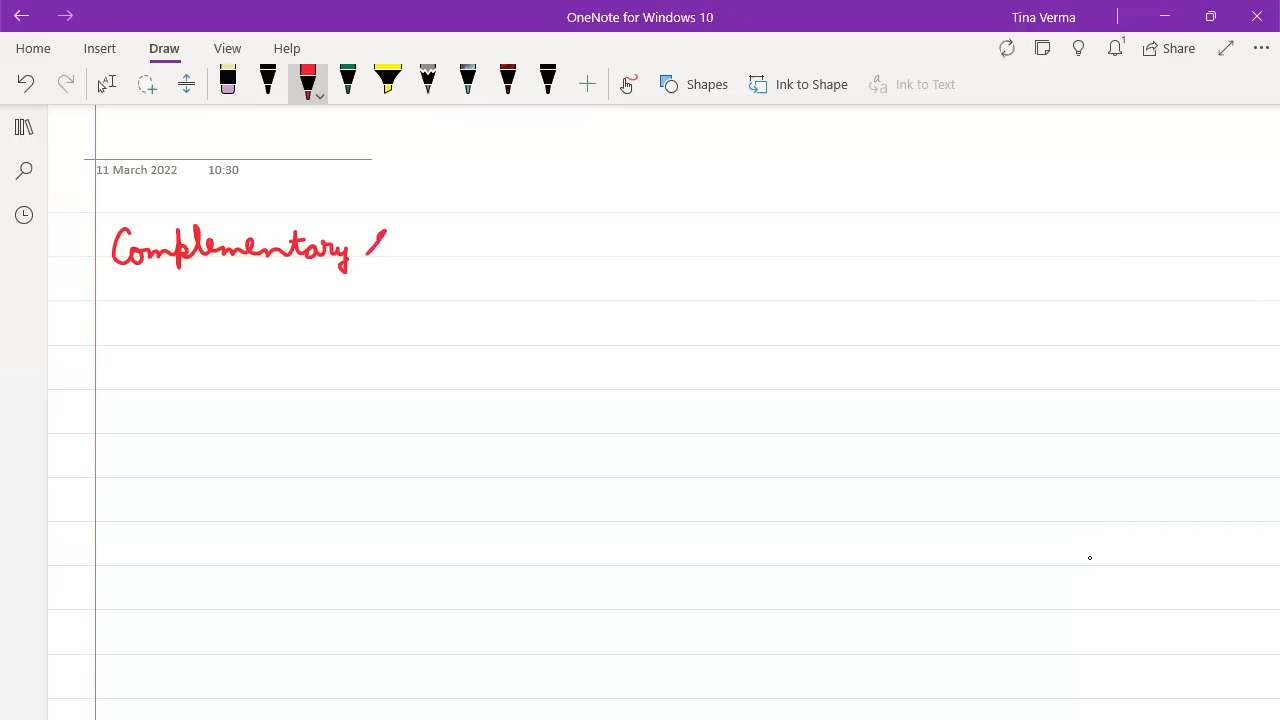 OneNote for Windows 10
Tina Verma
Home Insert Draw View Help
1
Share
Shapes
Ink to Shape
Ink to Text
11 March 2022 10:30
Complementary